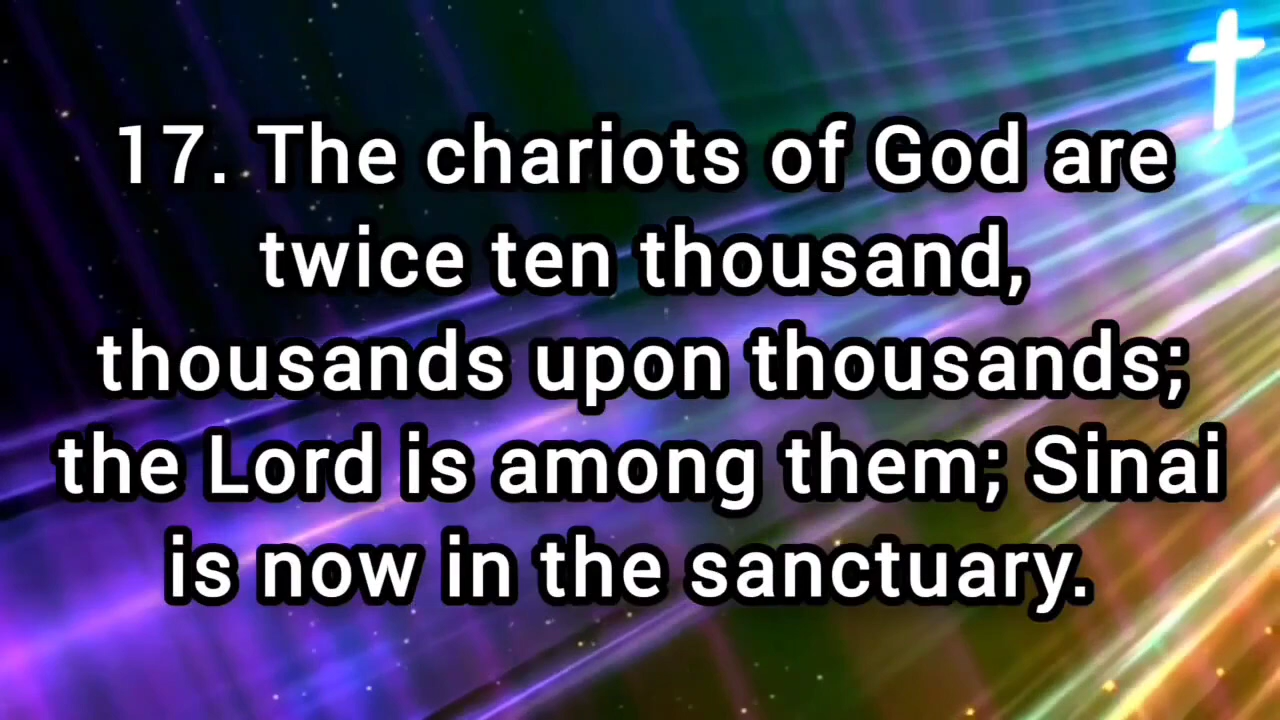 17. The chariots of God are
twice ten thousand,
thousands upon thousands;
the Lord is among them; Sinai
is now in the sanctuary.